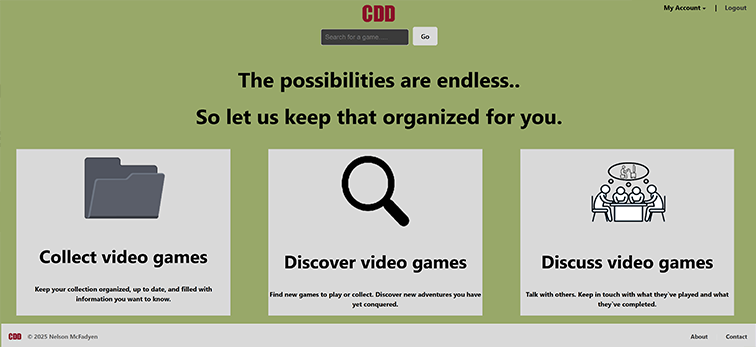 CDD
My Account | Logout
Search for a game.... Go
The possibilities are endless..
So let us keep that organized for you.
Collect video games
Keep your collection organized, up to date, and filled with
information you want to know.
Discover video games
Find new games to play or collect. Discover new adventures you have
yet conquered.
Discuss video games
Talk with others. Keep in touch with what they've played and what
they've completed.
CDD © 2025 Nelson McFadyen About Contact